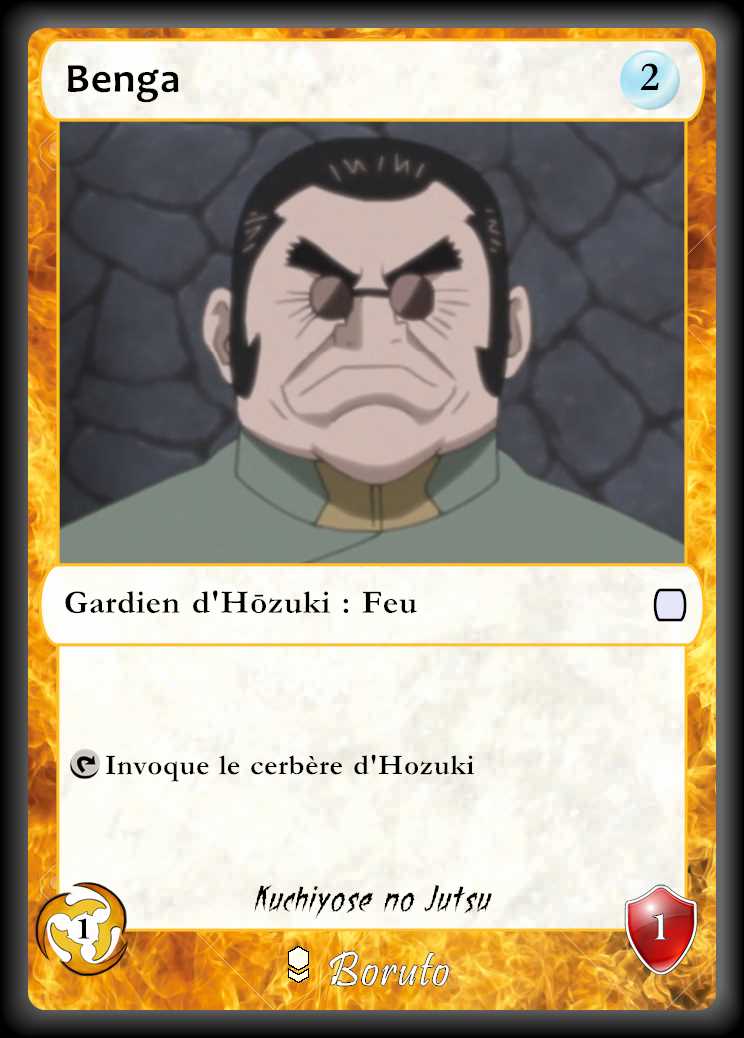 Benga
2
Gardien d'Hōzuki : Feu
Invoque le cerbère d'Hozuki
Kuchiyose no Jutsu
1
1
Boruto